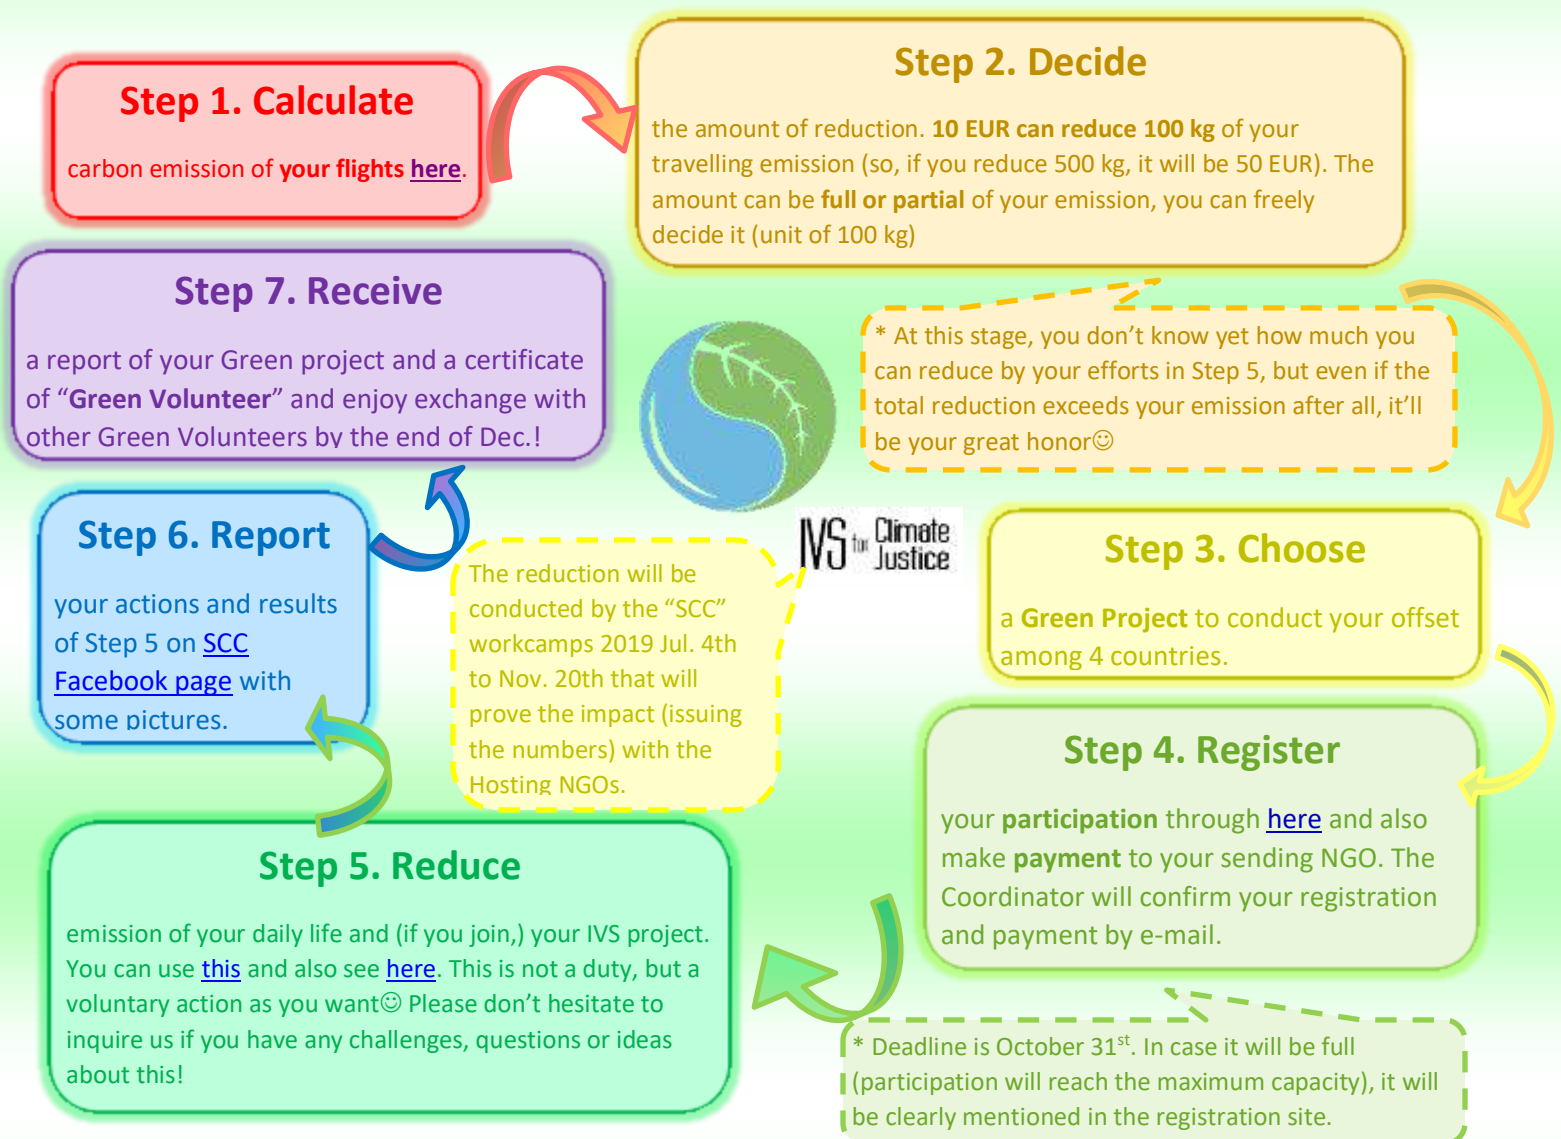 Step 1. Calculate
carbon emission of your flights here.
Step 2. Decide
the amount of reduction. 10 EUR can reduce 100 kg of your
travelling emission (so, if you reduce 500 kg, it will be 50 EUR). The
amount can be full or partial of your emission, you can freely
decide it (unit of 100 kg)
* At this stage, you don’t know yet how much you
can reduce by your efforts in Step 5, but even if the
total reduction exceeds your emission after all, it’ll
be your great honor☺
Step 3. Choose
a Green Project to conduct your offset
among 4 countries.
IVS for Climate
Justice
The reduction will be
conducted by the “SCC”
workcamps 2019 Jul. 4th
to Nov. 20th that will
prove the impact (issuing
the numbers) with the
Hosting NGOs.
Step 4. Register
your participation through here and also
make payment to your sending NGO. The
Coordinator will confirm your registration
and payment by e-mail.
* Deadline is October 31st. In case it will be full
(participation will reach the maximum capacity), it will
be clearly mentioned in the registration site.
Step 5. Reduce
emission of your daily life and (if you join,) your IVS project.
You can use this and also see here. This is not a duty, but a
voluntary action as you want☺ Please don’t hesitate to
inquire us if you have any challenges, questions or ideas
about this!
Step 6. Report
your actions and results
of Step 5 on SCC
Facebook page with
some pictures.
Step 7. Receive
a report of your Green project and a certificate
of “Green Volunteer” and enjoy exchange with
other Green Volunteers by the end of Dec.!